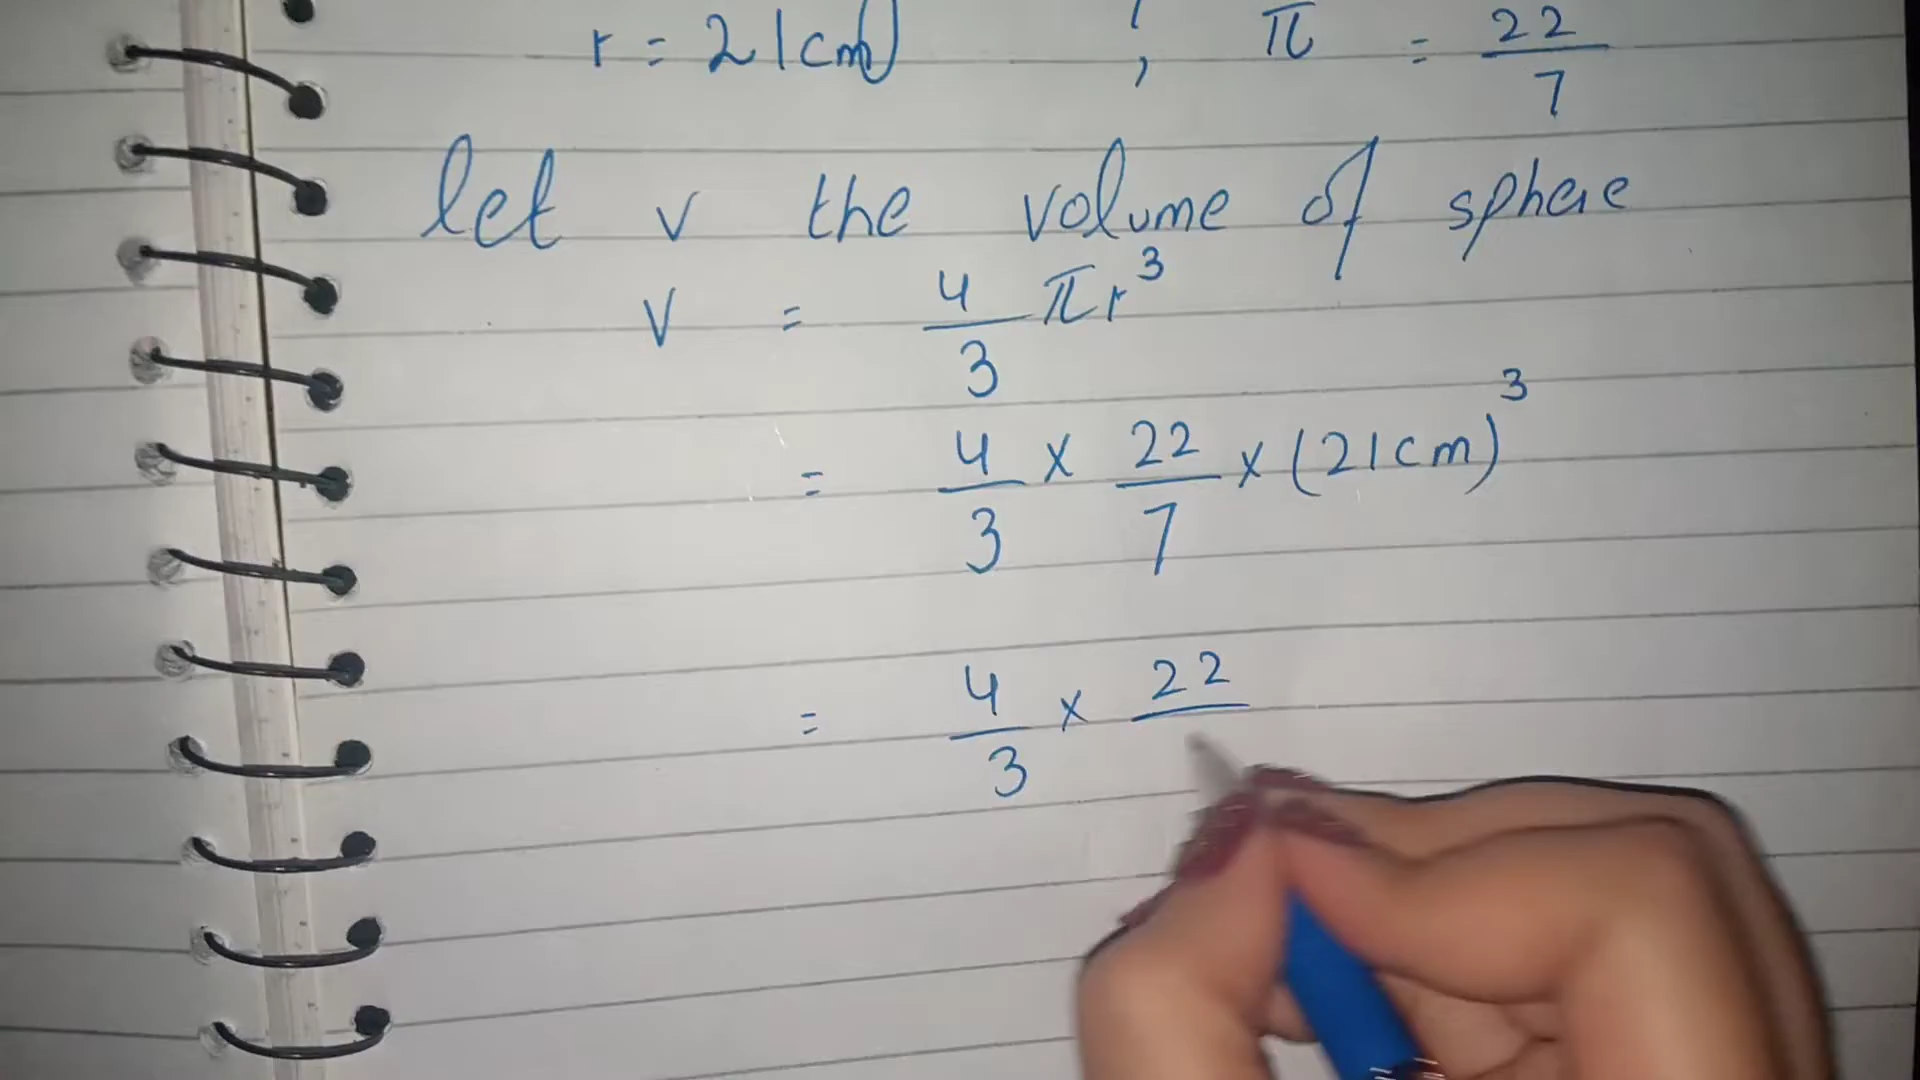 r = 21cm ; π = 22/7
let v the volume of sphere
v = 4/3 πr³
= 4/3 × 22/7 × (21cm)³
= 4/3 × 22/